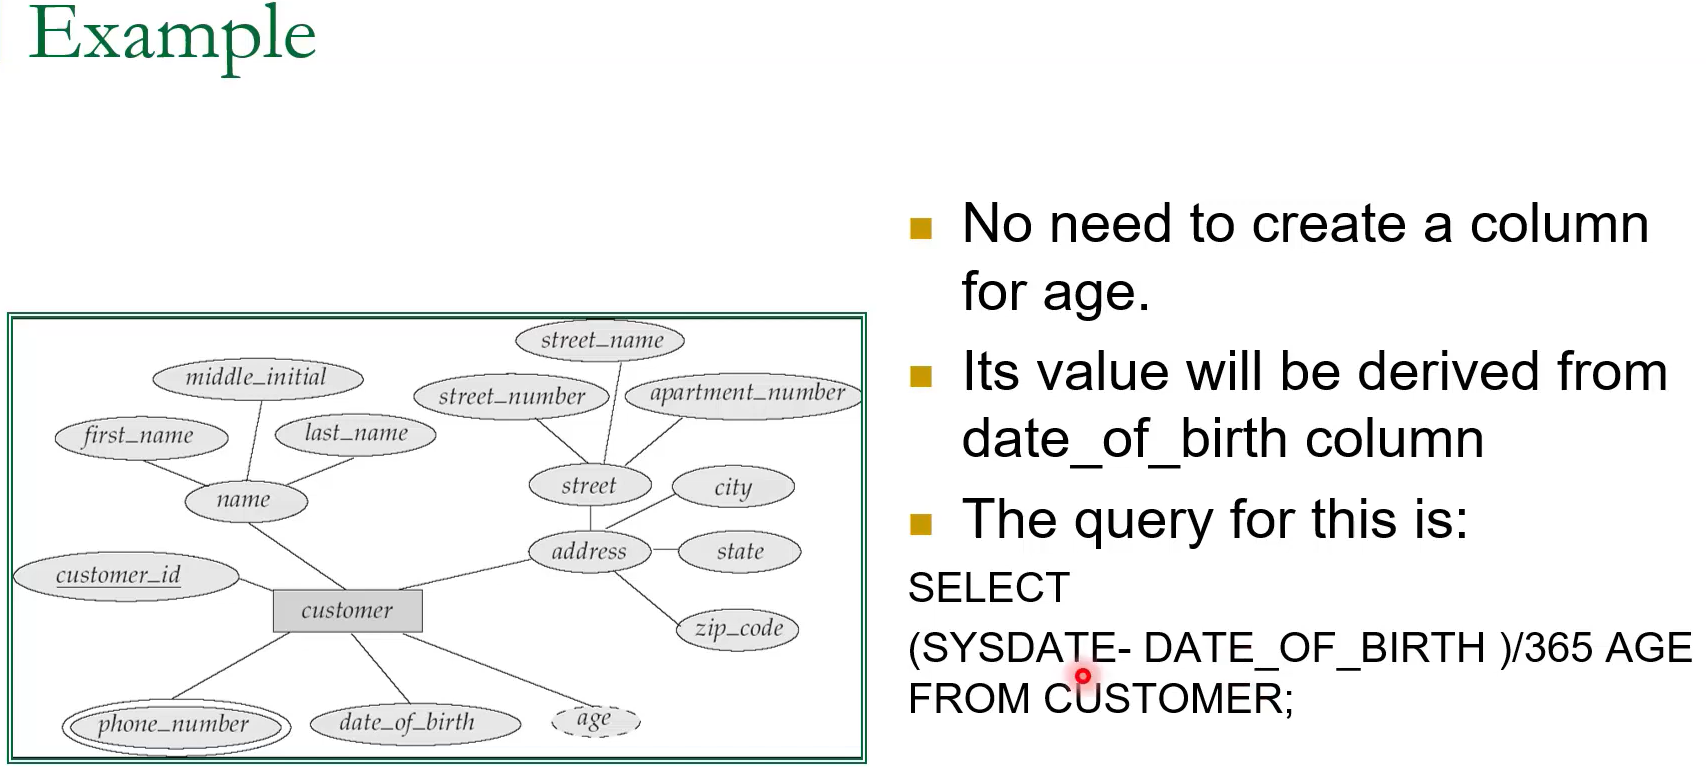 Example
No need to create a column
for age.
Its value will be derived from
date_of_birth column
The query for this is:
SELECT
(SYSDATE- DATE_OF_BIRTH )/365 AGE
FROM CUSTOMER;
street_name
middle_initial
street_number
apartment_number
first_name
last_name
name
street
city
address
state
customer_id
customer
zip_code
phone_number
date_of_birth
age